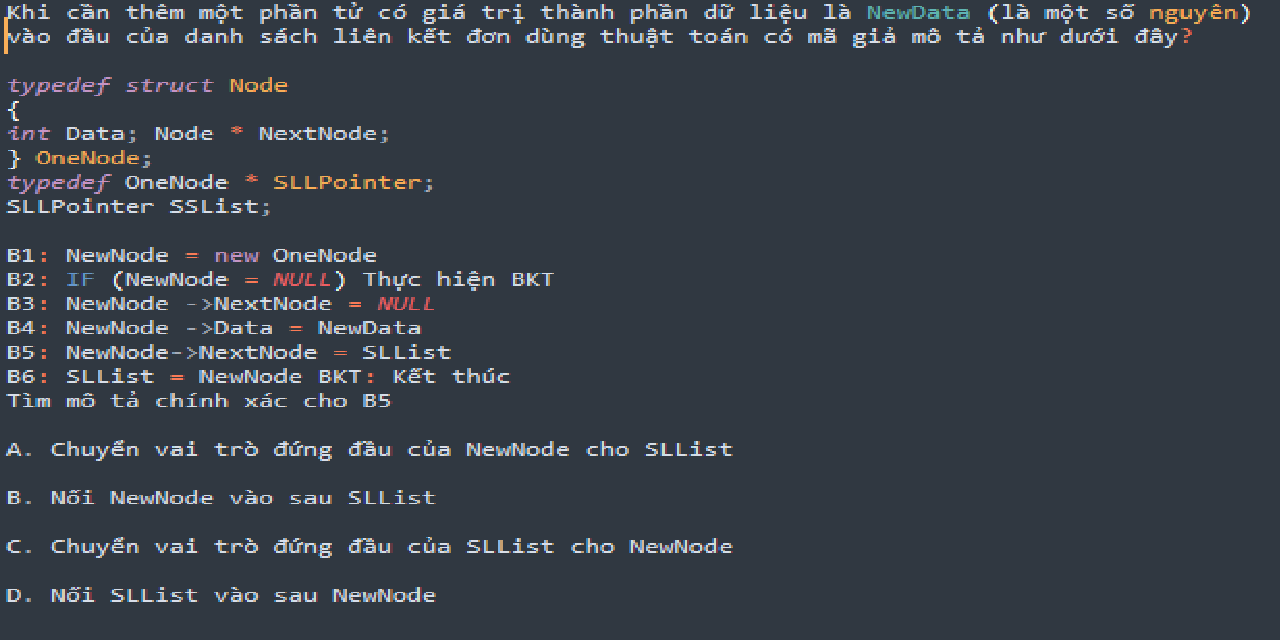 Khi cần thêm một phần tử có giá trị thành phần dữ liệu là NewData (là một số nguyên)
vào đầu của danh sách liên kết đơn dùng thuật toán có mã giả mô tả như dưới đây?
typedef struct Node
{
int Data; Node * NextNode;
} OneNode;
typedef OneNode * SLLPointer;
SLLPointer SSList;
B1: NewNode = new OneNode
B2: IF (NewNode = NULL) Thực hiện BKT
B3: NewNode ->NextNode = NULL
B4: NewNode ->Data = NewData
B5: NewNode->NextNode = SLList
B6: SLList = NewNode BKT: Kết thúc
Tìm mô tả chính xác cho B5
A. Chuyển vai trò đứng đầu của NewNode cho SLList
B. Nối NewNode vào sau SLList
C. Chuyển vai trò đứng đầu của SLList cho NewNode
D. Nối SLList vào sau NewNode